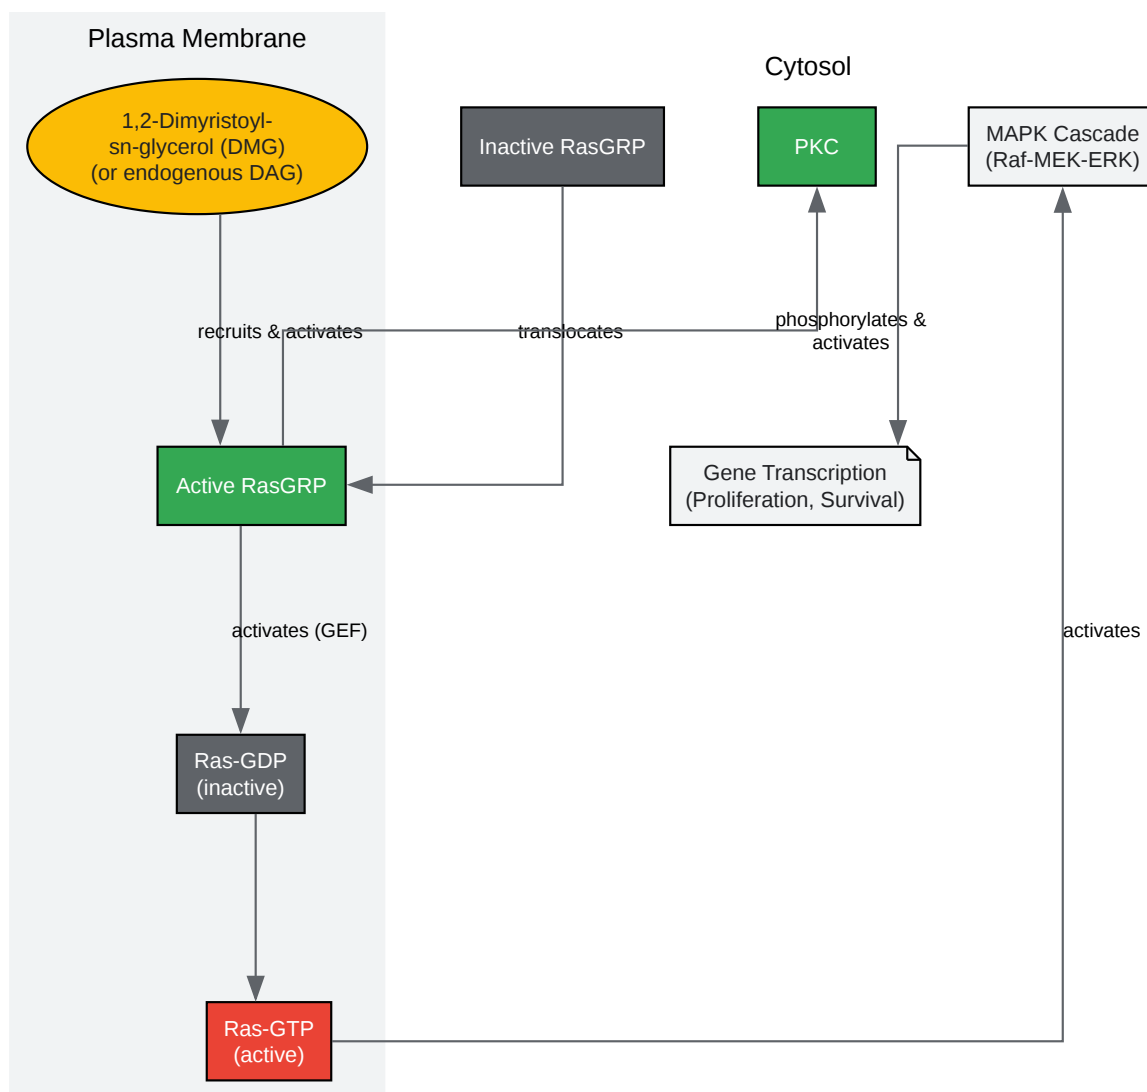 Plasma Membrane
Cytosol
1,2-Dimyristoyl-
sn-glycerol (DMG)
(or endogenous DAG)
Inactive RasGRP
PKC
MAPK Cascade
(Raf-MEK-ERK)
recruits & activates
translocates
phosphorylates &
activates
Active RasGRP
Gene Transcription
(Proliferation, Survival)
activates (GEF)
activates
Ras-GDP
(inactive)
Ras-GTP
(active)